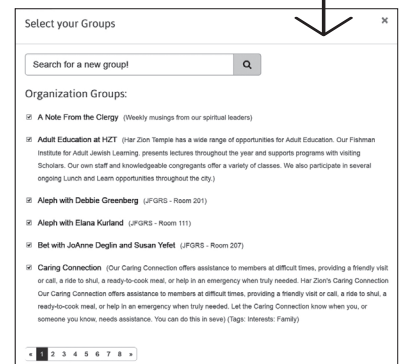 Select your Groups ×
Search for a new group!
Organization Groups:
A Note From the Clergy (Weekly musings from our spiritual leaders)
Adult Education at HZT (Har Zion Temple has a wide range of opportunities for Adult Education. Our Fishman
Institute for Adult Jewish Learning, presents lectures throughout the year and supports programs with visiting
Scholars. Our own staff and knowledgeable congregants offer a variety of classes. We also participate in several
ongoing Lunch and Learn opportunities throughout the city.)
Aleph with Debbie Greenberg (JFGRS - Room 201)
Aleph with Elana Kurland (JFGRS - Room 111)
Bet with JoAnne Deglin and Susan Yefet (JFGRS - Room 207)
Caring Connection (Our Caring Connection offers assistance to members at difficult times, providing a friendly visit
or call, a ride to shul, a ready-to-cook meal, or help in an emergency when truly needed. Har Zion's Caring Connection
Our Caring Connection offers assistance to members at difficult times, providing a friendly visit or call, a ride to shul, a
ready-to-cook meal, or help in an emergency when truly needed. Let the Caring Connection know when you, or
someone you know, needs assistance. You can do this in seve) (Tags: Interests: Family)
« 1 2 3 4 5 6 7 8 »